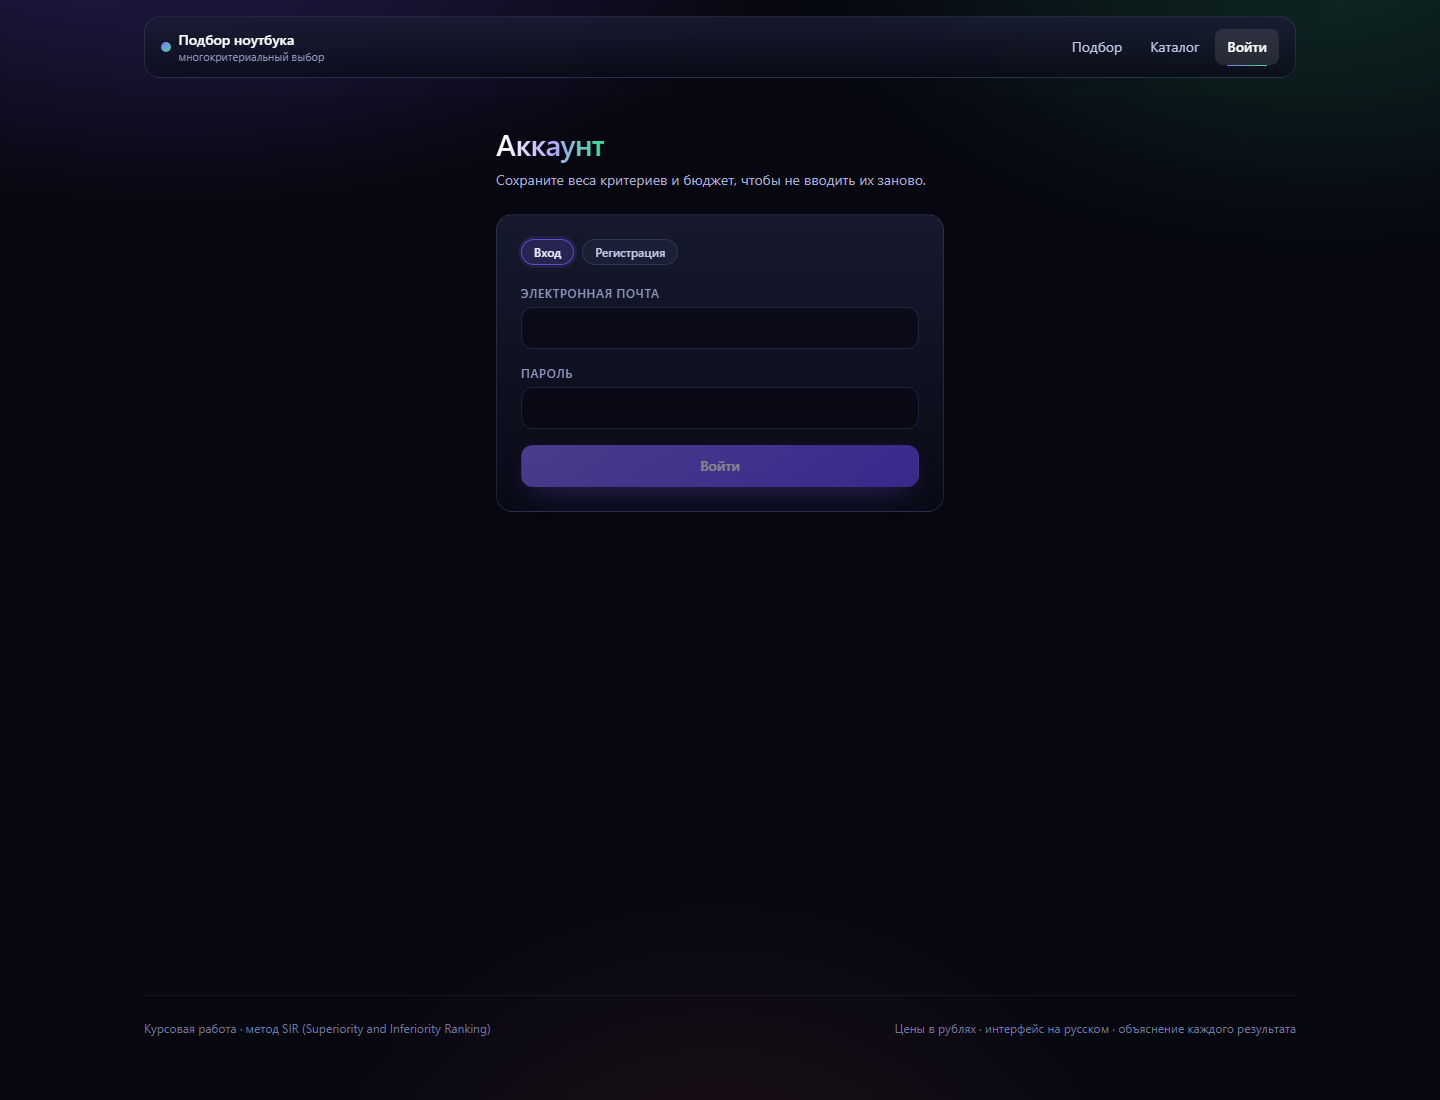 Подбор ноутбука
многокритериальный выбор
Подбор
Каталог
Войти
Аккаунт
Сохраните веса критериев и бюджет, чтобы не вводить их заново.
Вход
Регистрация
ЭЛЕКТРОННАЯ ПОЧТА
ПАРОЛЬ
Войти
Курсовая работа · метод SIR (Superiority and Inferiority Ranking)
Цены в рублях · интерфейс на русском · объяснение каждого результата